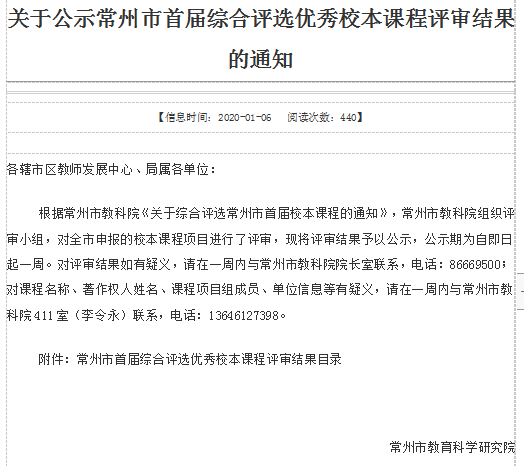 关于公示常州市首届综合评选优秀校本课程评审结果
的通知
【信息时间：2020-01-06 阅读次数：440】
各辖市区教师发展中心、局属各单位：
根据常州市教科院《关于综合评选常州市首届校本课程的通知》，常州市教科院组织评
审小组，对全市申报的校本课程项目进行了评审，现将评审结果予以公示，公示期为自即日
起一周。对评审结果如有疑义，请在一周内与常州市教科院院长室联系，电话：86669500；
对课程名称、著作权人姓名、课程项目组成员、单位信息等有疑义，请在一周内与常州市教
科院411室（李令永）联系，电话：13646127398。
附件：常州市首届综合评选优秀校本课程评审结果目录
常州市教育科学研究院